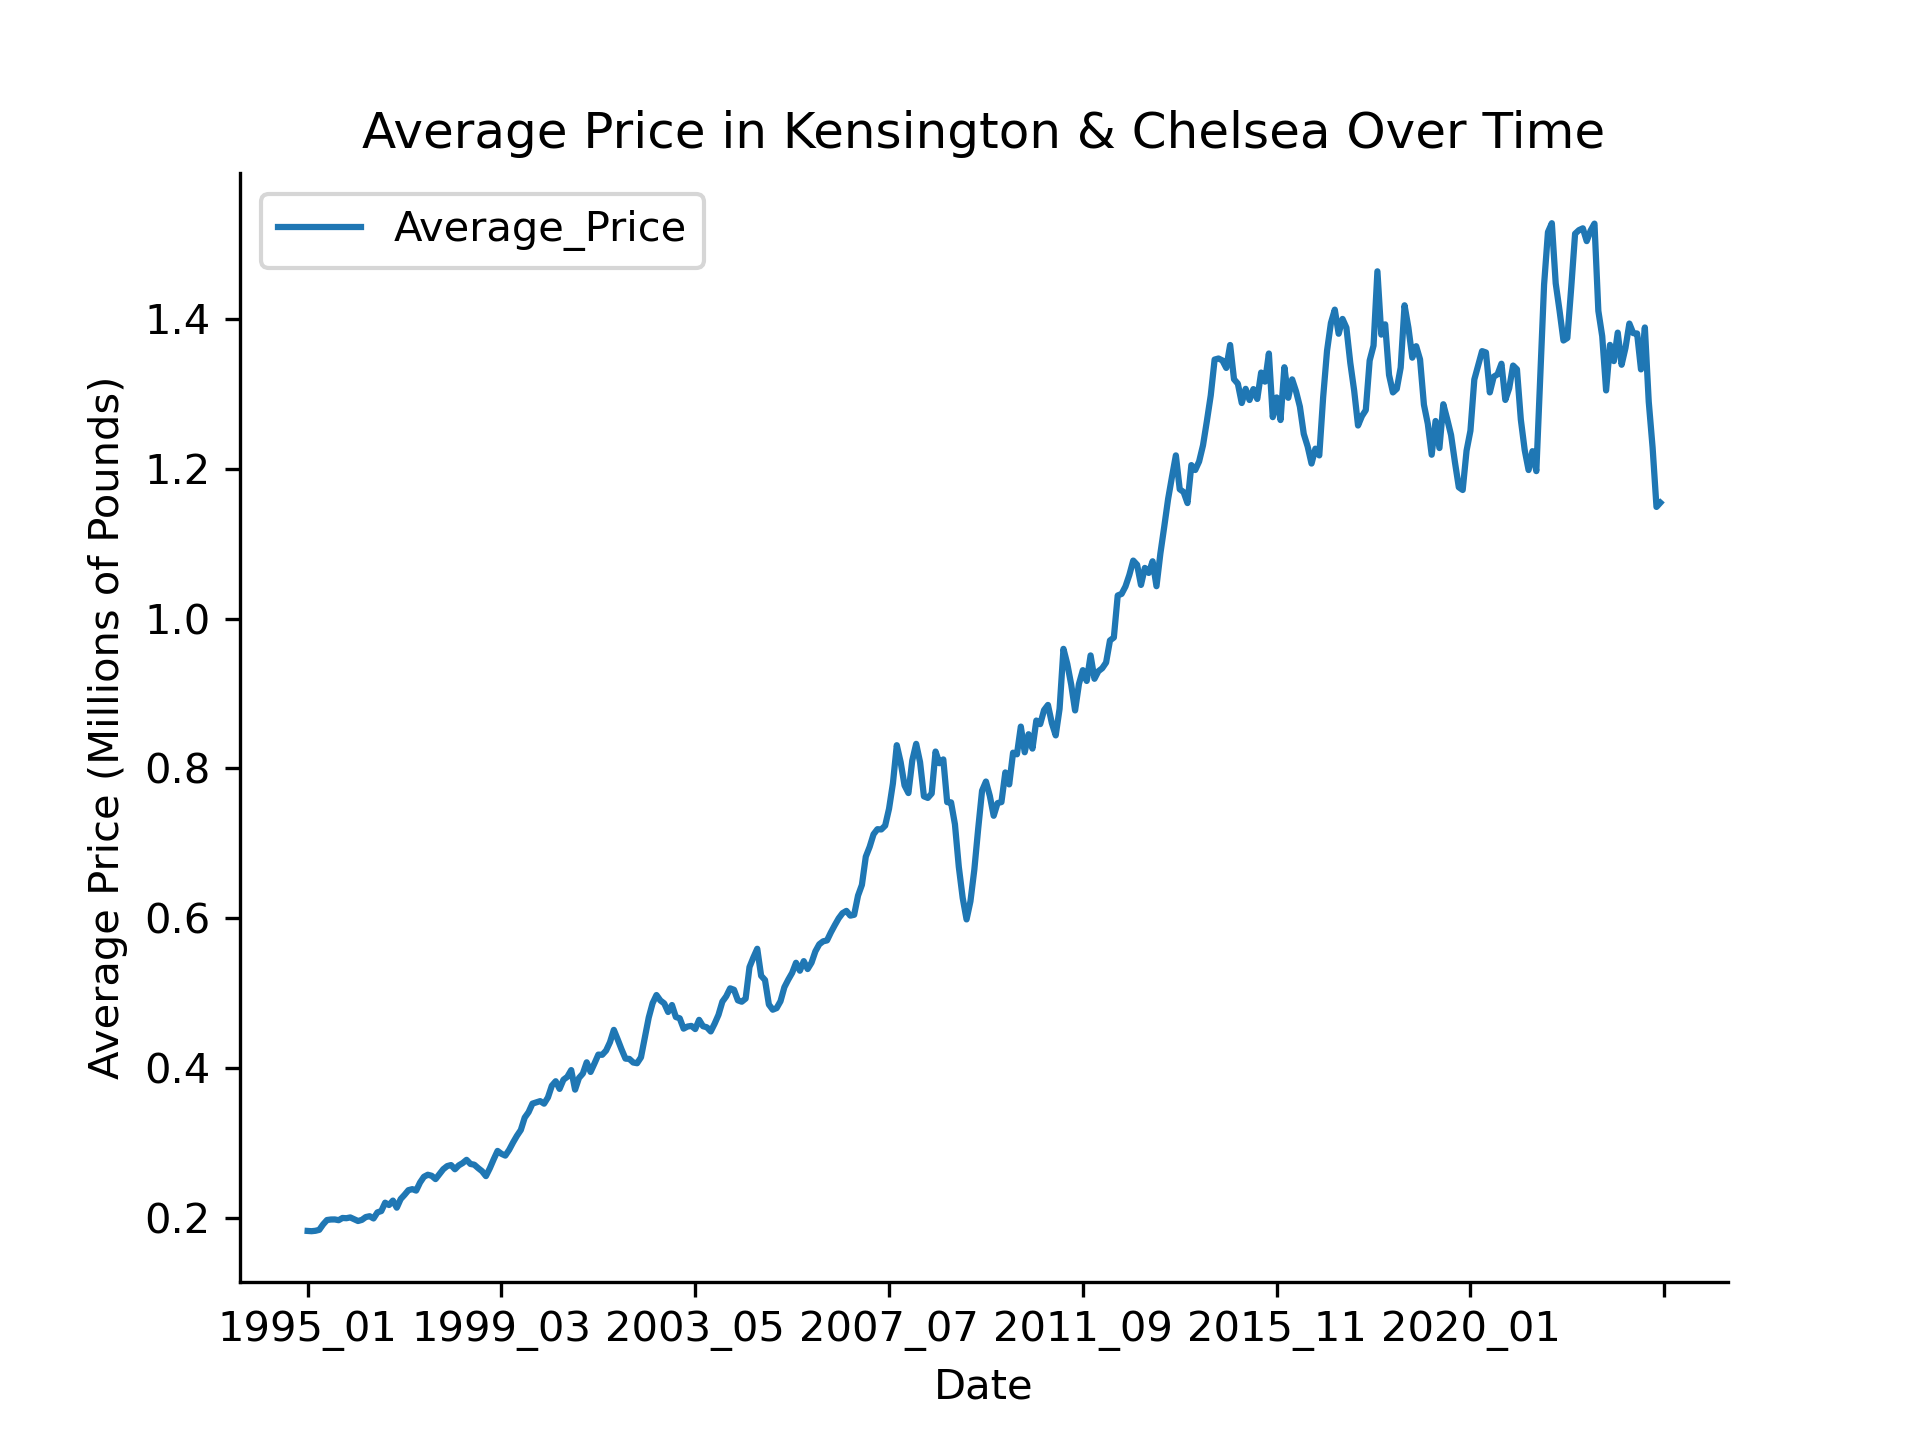 Average Price in Kensington & Chelsea Over Time
Average_Price
Average Price (Millions of Pounds)
1.4
1.2
1.0
0.8
0.6
0.4
0.2
1995_01 1999_03 2003_05 2007_07 2011_09 2015_11 2020_01
Date